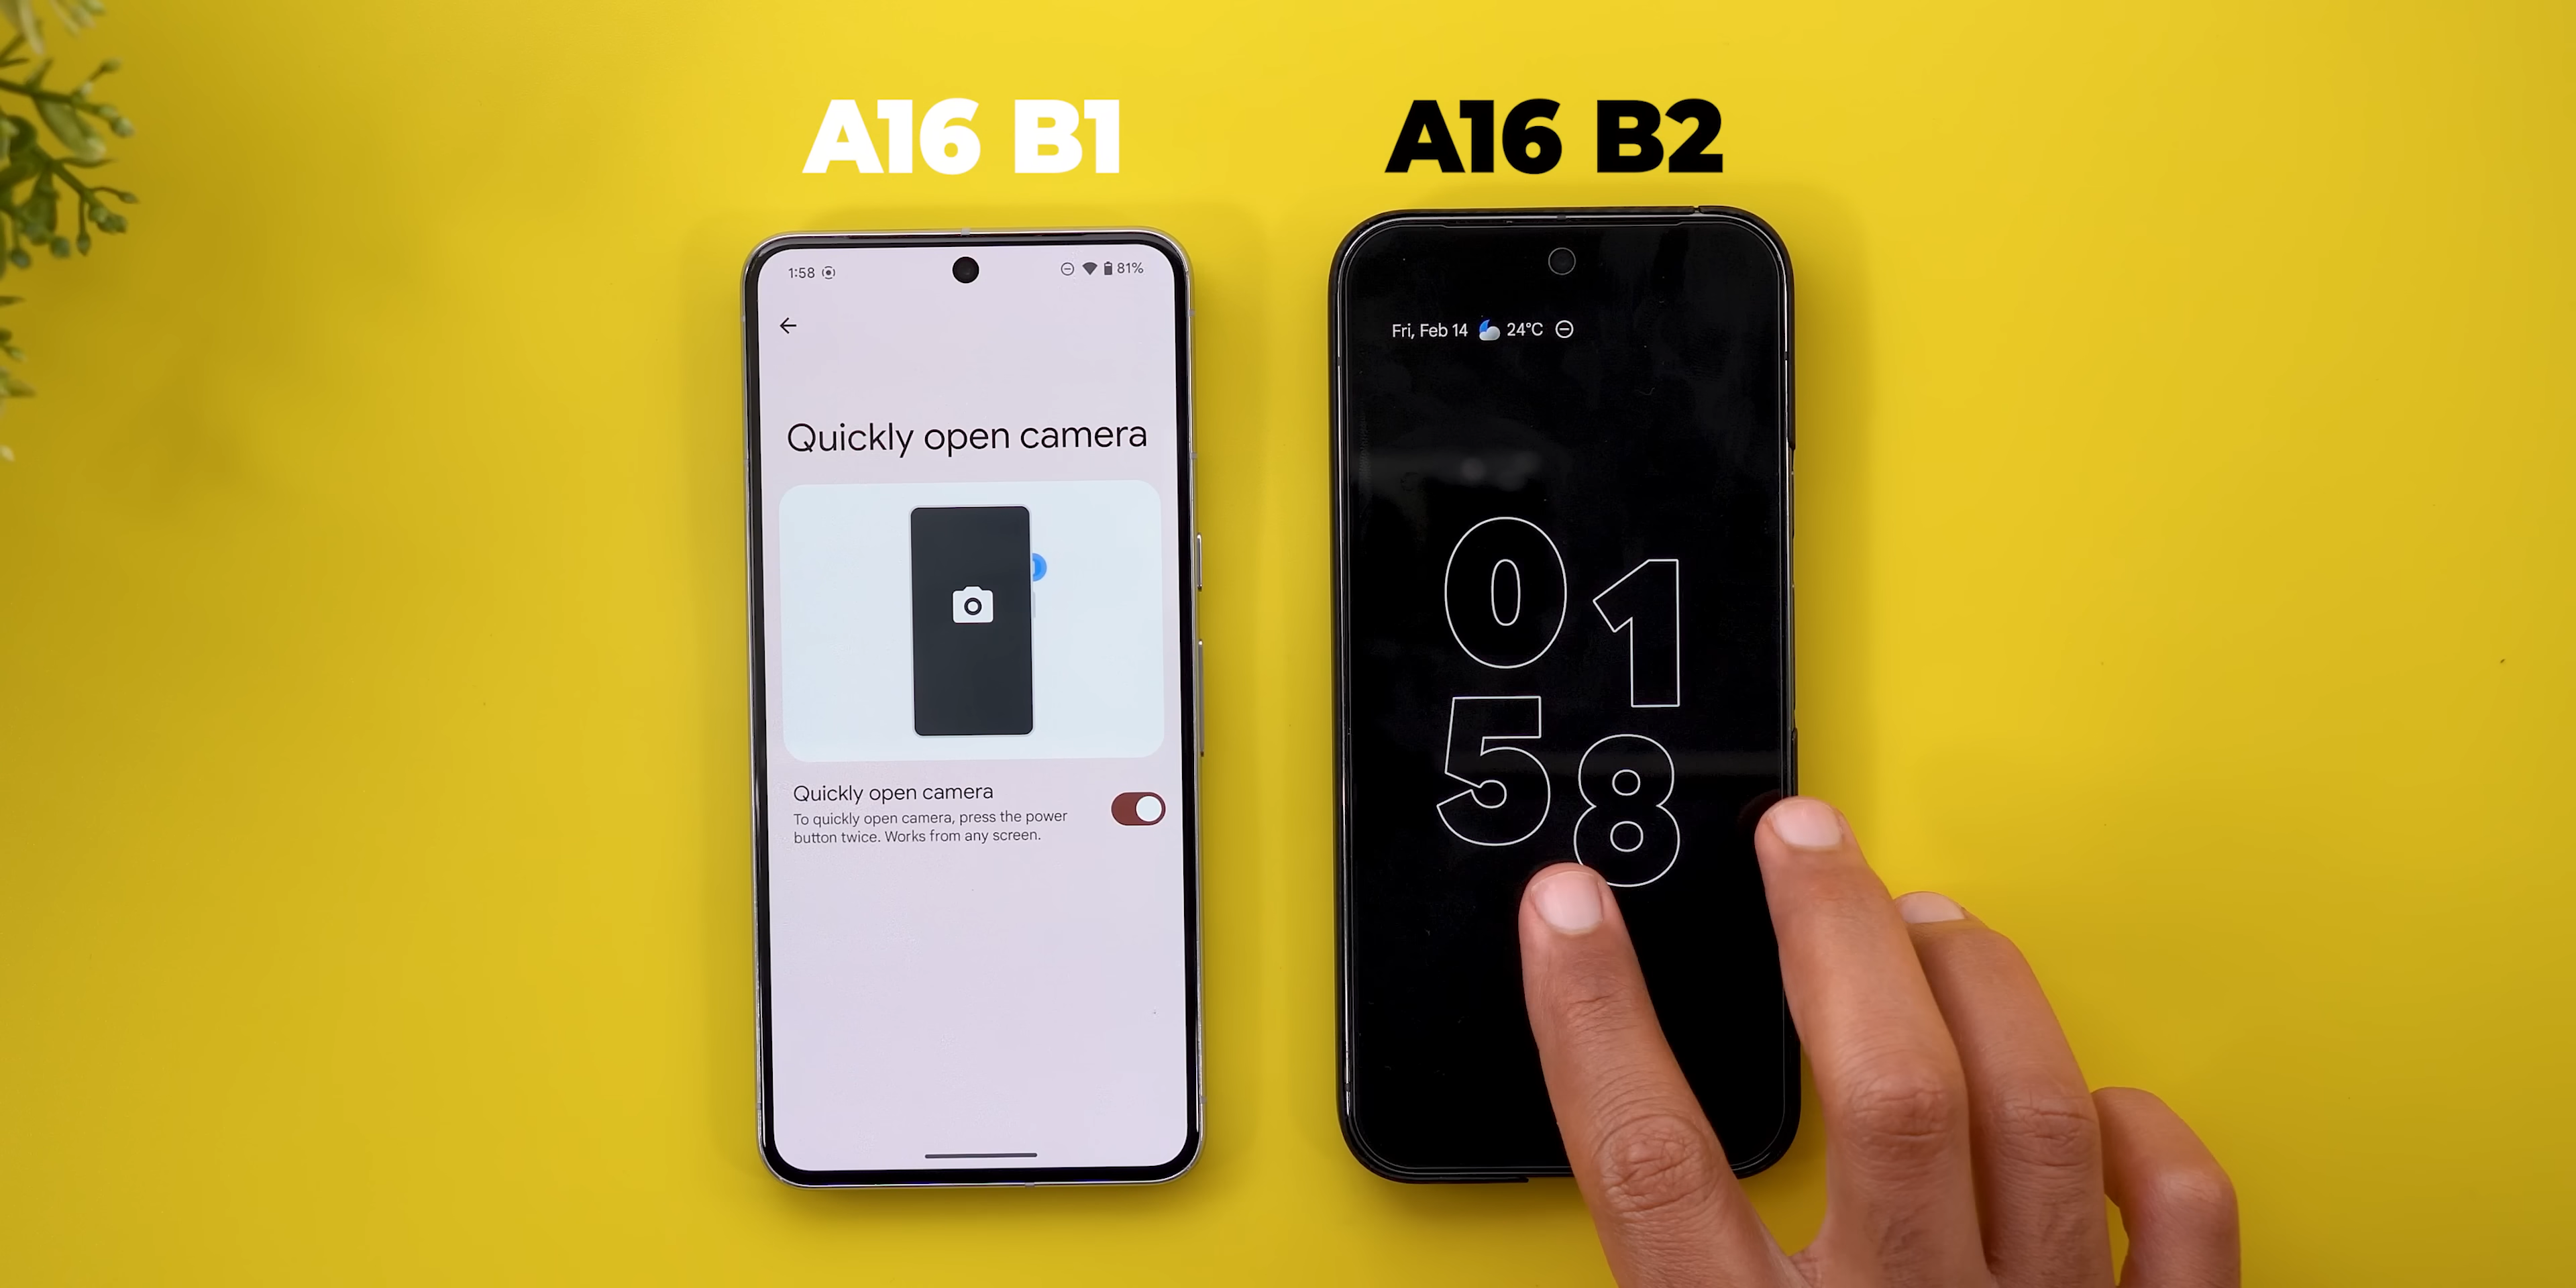 A16 B1
A16 B2
1:58
81%
Quickly open camera
Quickly open camera
To quickly open camera, press the power
button twice. Works from any screen.
Fri, Feb 14
24°C
01
58